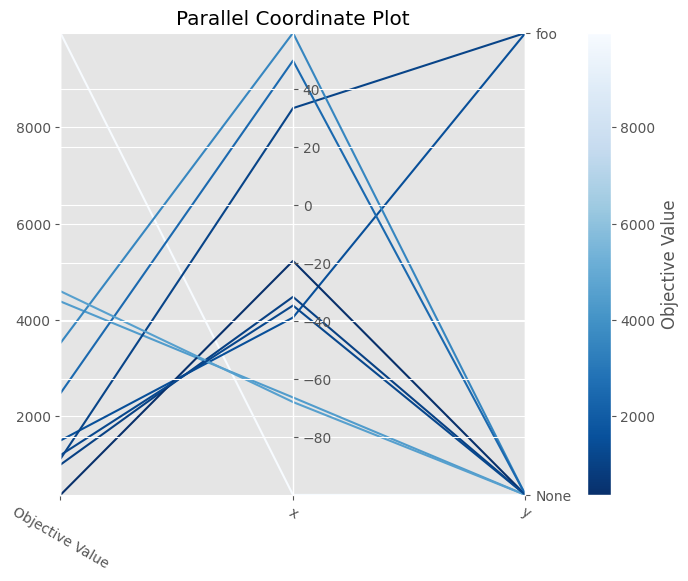 Parallel Coordinate Plot
8000
6000
4000
2000
40
20
0
−20
−40
−60
−80
foo
None
Objective Value
x
y
8000
6000
4000
2000
Objective Value